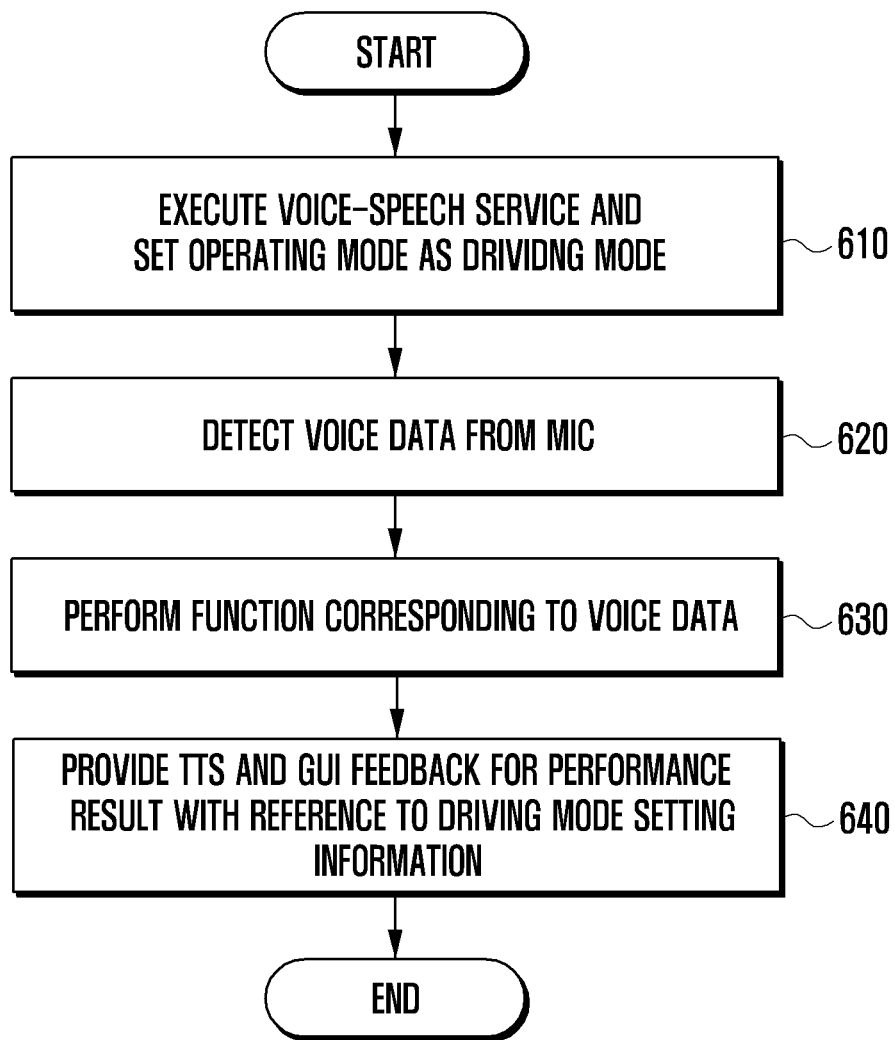 START
EXECUTE VOICE-SPEECH SERVICE AND
SET OPERATING MODE AS DRIVIDNG MODE
610
DETECT VOICE DATA FROM MIC
620
PERFORM FUNCTION CORRESPONDING TO VOICE DATA
630
PROVIDE TTS AND GUI FEEDBACK FOR PERFORMANCE
RESULT WITH REFERENCE TO DRIVING MODE SETTING
INFORMATION
640
END